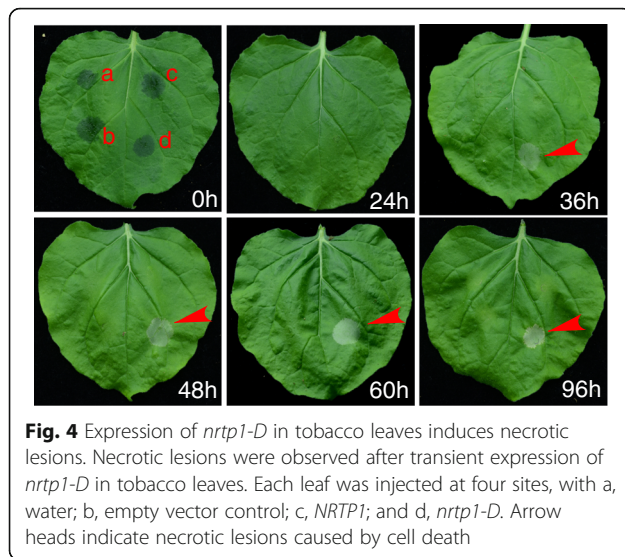 a
c
b
d
0h
24h
36h
48h
60h
96h
Fig. 4 Expression of nrtp1-D in tobacco leaves induces necrotic
lesions. Necrotic lesions were observed after transient expression of
nrtp1-D in tobacco leaves. Each leaf was injected at four sites, with a,
water; b, empty vector control; c, NRTP1; and d, nrtp1-D. Arrow
heads indicate necrotic lesions caused by cell death